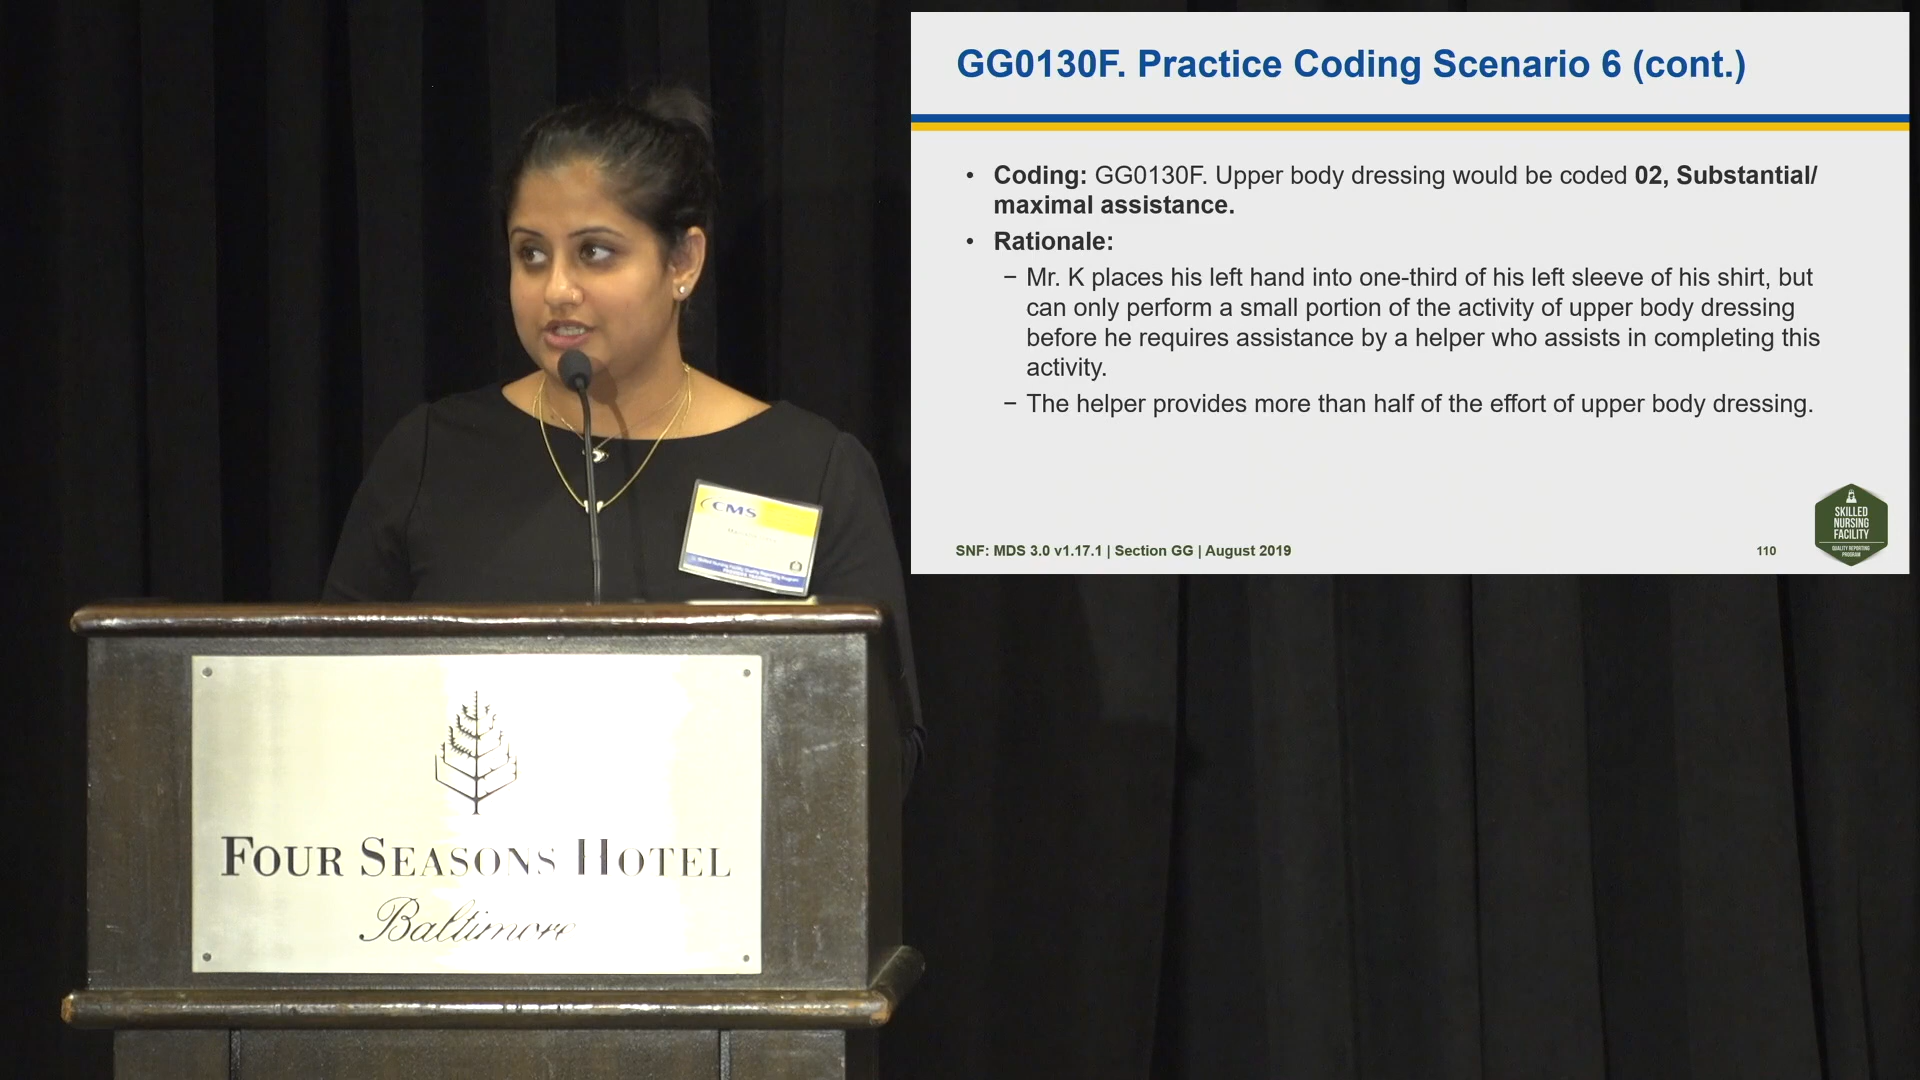 GG0130F. Practice Coding Scenario 6 (cont.)
• Coding: GG0130F. Upper body dressing would be coded 02, Substantial/
maximal assistance.
• Rationale:
− Mr. K places his left hand into one-third of his left sleeve of his shirt, but
can only perform a small portion of the activity of upper body dressing
before he requires assistance by a helper who assists in completing this
activity.
− The helper provides more than half of the effort of upper body dressing.
SNF: MDS 3.0 v1.17.1 | Section GG | August 2019
110
SKILLED
NURSING
FACILITY
QUALITY REPORTING
PROGRAM
CMS
FOUR SEASONS HOTEL
Baltimore